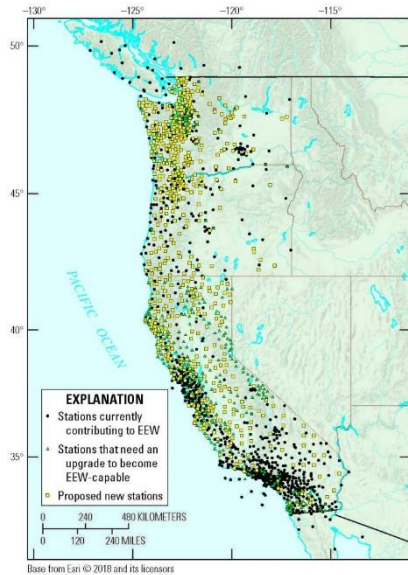 −130° −125° −120° −115°
50°
45°
40°
35°
PACIFIC OCEAN
EXPLANATION
Stations currently
contributing to EEW
Stations that need an
upgrade to become
EEW-capable
Proposed new stations
0 240 480 KILOMETERS
0 120 240 MILES
Base from Esri © 2018 and its licensors